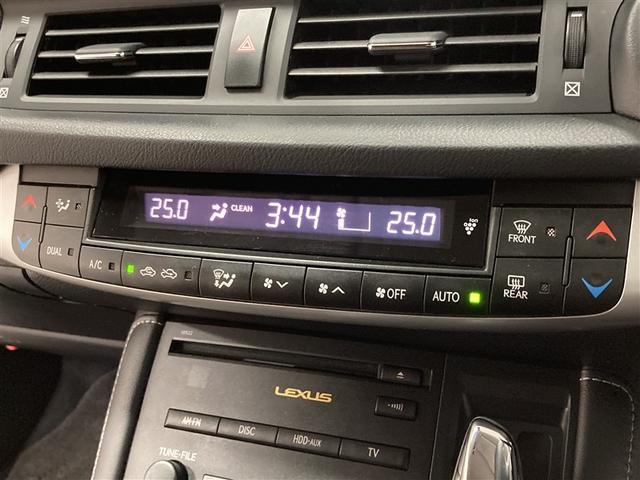 25.0 CLEAN 3:44 25.0
ion
FRONT
DUAL
A/C
OFF
AUTO
REAR
LEXUS
AM·FM
DISC
HDD·AUX
TV
TUNE·FILE